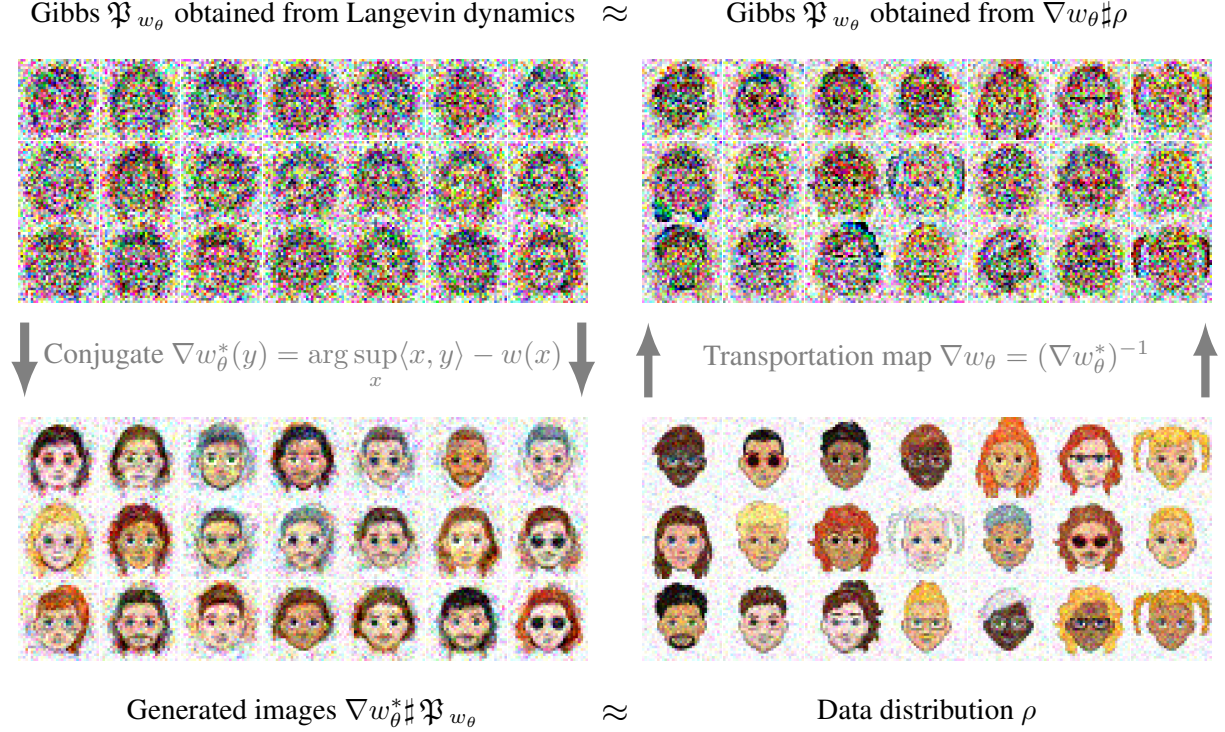 Gibbs 𝔓_{w_θ} obtained from Langevin dynamics ≈ Gibbs 𝔓_{w_θ} obtained from ∇w_θ♯ρ
Conjugate ∇w*_θ(y) = arg sup_x ⟨x, y⟩ − w(x)
Transportation map ∇w_θ = (∇w*_θ)^{−1}
Generated images ∇w*_θ♯𝔓_{w_θ} ≈ Data distribution ρ